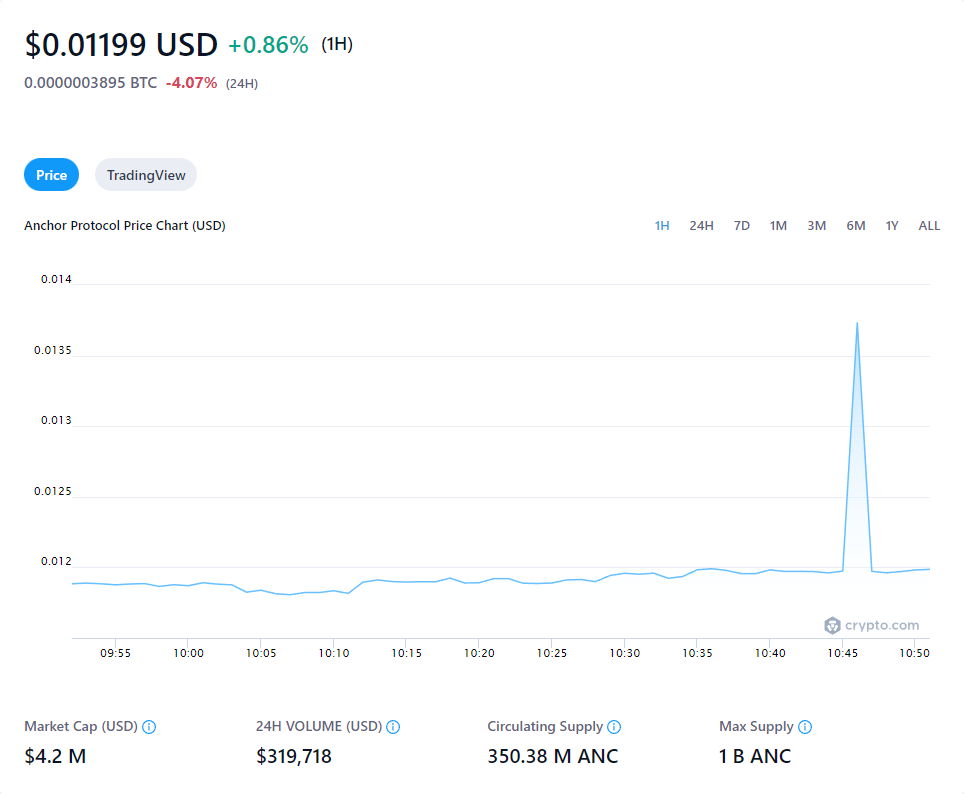 $0.01199 USD +0.86% (1H)
0.0000003895 BTC -4.07% (24H)
Price TradingView
Anchor Protocol Price Chart (USD) 1H 24H 7D 1M 3M 6M 1Y ALL
0.014
0.0135
0.013
0.0125
0.012
crypto.com
09:55 10:00 10:05 10:10 10:15 10:20 10:25 10:30 10:35 10:40 10:45 10:50
Market Cap (USD) 24H VOLUME (USD) Circulating Supply Max Supply
$4.2 M $319,718 350.38 M ANC 1 B ANC